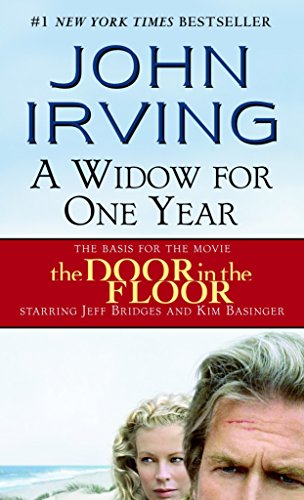 #1 NEW YORK TIMES BESTSELLER
JOHN
IRVING
A WIDOW FOR
ONE YEAR
THE BASIS FOR THE MOVIE
the DOOR in the
FLOOR
STARRING JEFF BRIDGES AND KIM BASINGER